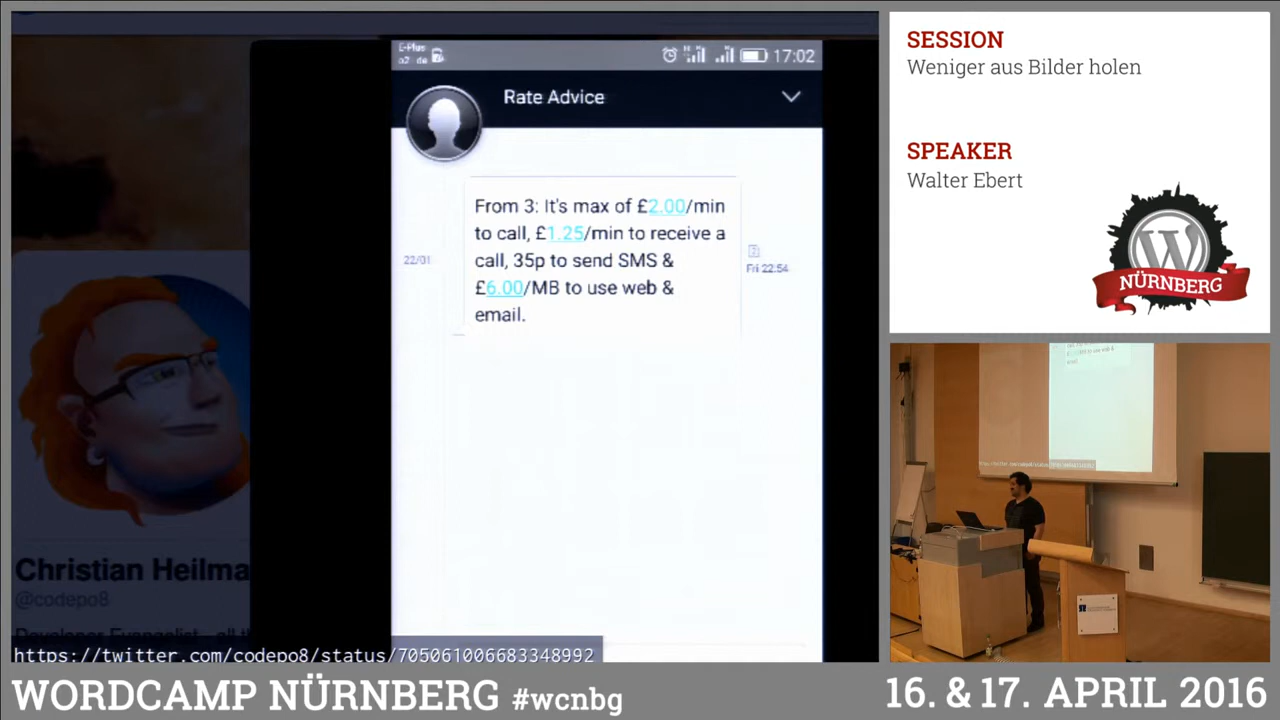 E-Plus
o2 de
17:02
Rate Advice
From 3: It's max of £2.00/min
to call, £1.25/min to receive a
call, 35p to send SMS &
£6.00/MB to use web &
email.
22/01
Fri 22:54
Christian Heilma
@codepo8
https://twitter.com/codepo8/status/705061006683348992
SESSION
Weniger aus Bilder holen
SPEAKER
Walter Ebert
W
NÜRNBERG
WORDCAMP NÜRNBERG #wcnbg
16. & 17. APRIL 2016